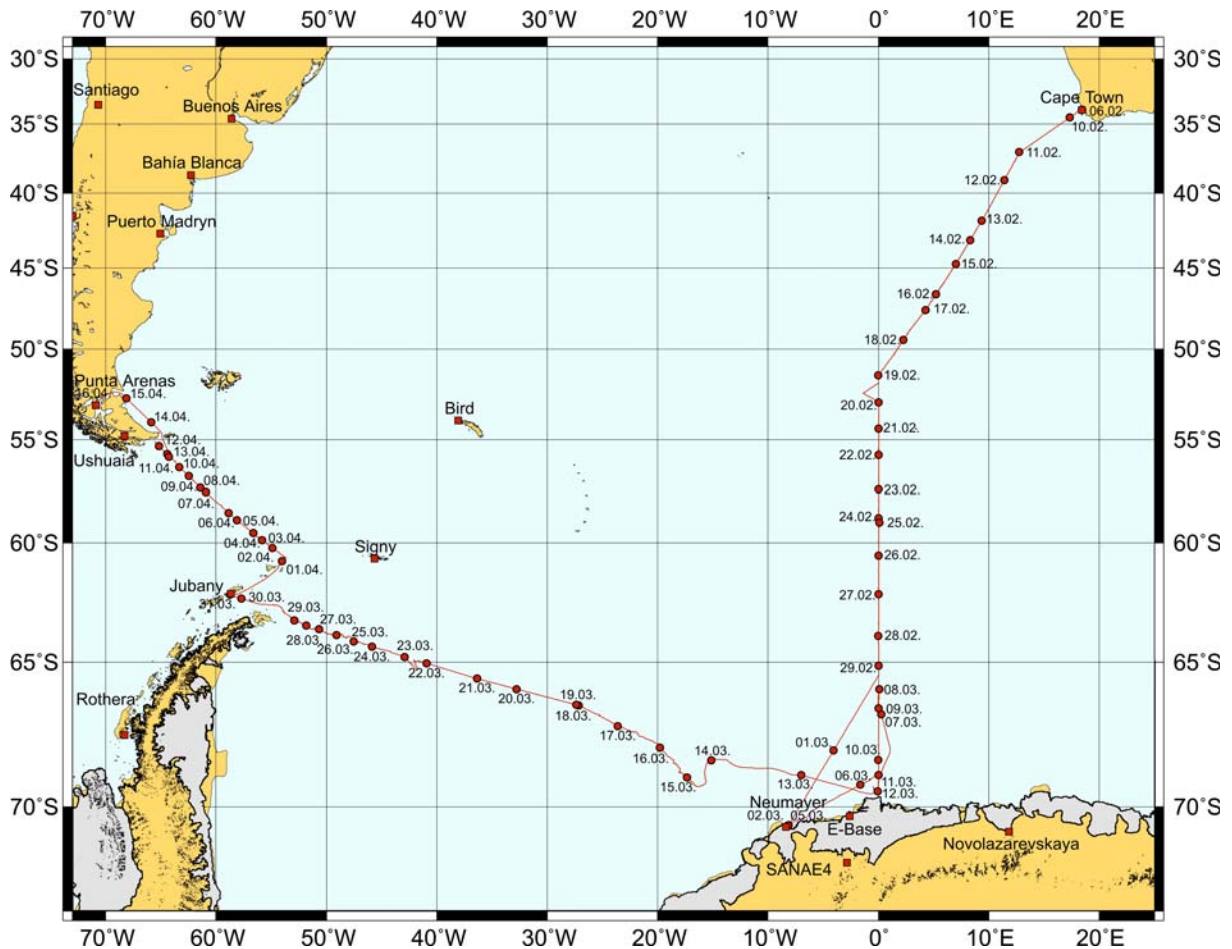 70°W 60°W 50°W 40°W 30°W 20°W 10°W 0° 10°E 20°E
30°S 30°S
Santiago
Cape Town
Buenos Aires
06.02.
10.02.
35°S 35°S
11.02.
Bahía Blanca
12.02.
40°S 40°S
Puerto Madryn
13.02.
14.02.
15.02.
45°S 45°S
16.02.
17.02.
18.02.
50°S 50°S
19.02.
Punta Arenas
16.04.
15.04.
20.02.
Bird
14.04.
21.02.
55°S 55°S
12.04.
13.04.
Ushuaia
11.04.
10.04.
22.02.
09.04.
08.04.
23.02.
07.04.
06.04.
05.04.
24.02.
25.02.
04.04.
03.04.
60°S 60°S
02.04.
Signy
26.02.
01.04.
Jubany
31.03.
30.03.
27.02.
29.03.
27.03.
28.03.
25.03.
28.02.
26.03.
23.03.
24.03.
65°S 65°S
29.02.
22.03.
21.03.
20.03.
08.03.
19.03.
18.03.
09.03.
07.03.
Rothera
17.03.
01.03.
14.03.
10.03.
16.03.
15.03.
13.03.
06.03.
11.03.
12.03.
70°S 70°S
Neumayer
02.03.
05.03.
E-Base
Novolazarevskaya
SANAE4
70°W 60°W 50°W 40°W 30°W 20°W 10°W 0° 10°E 20°E